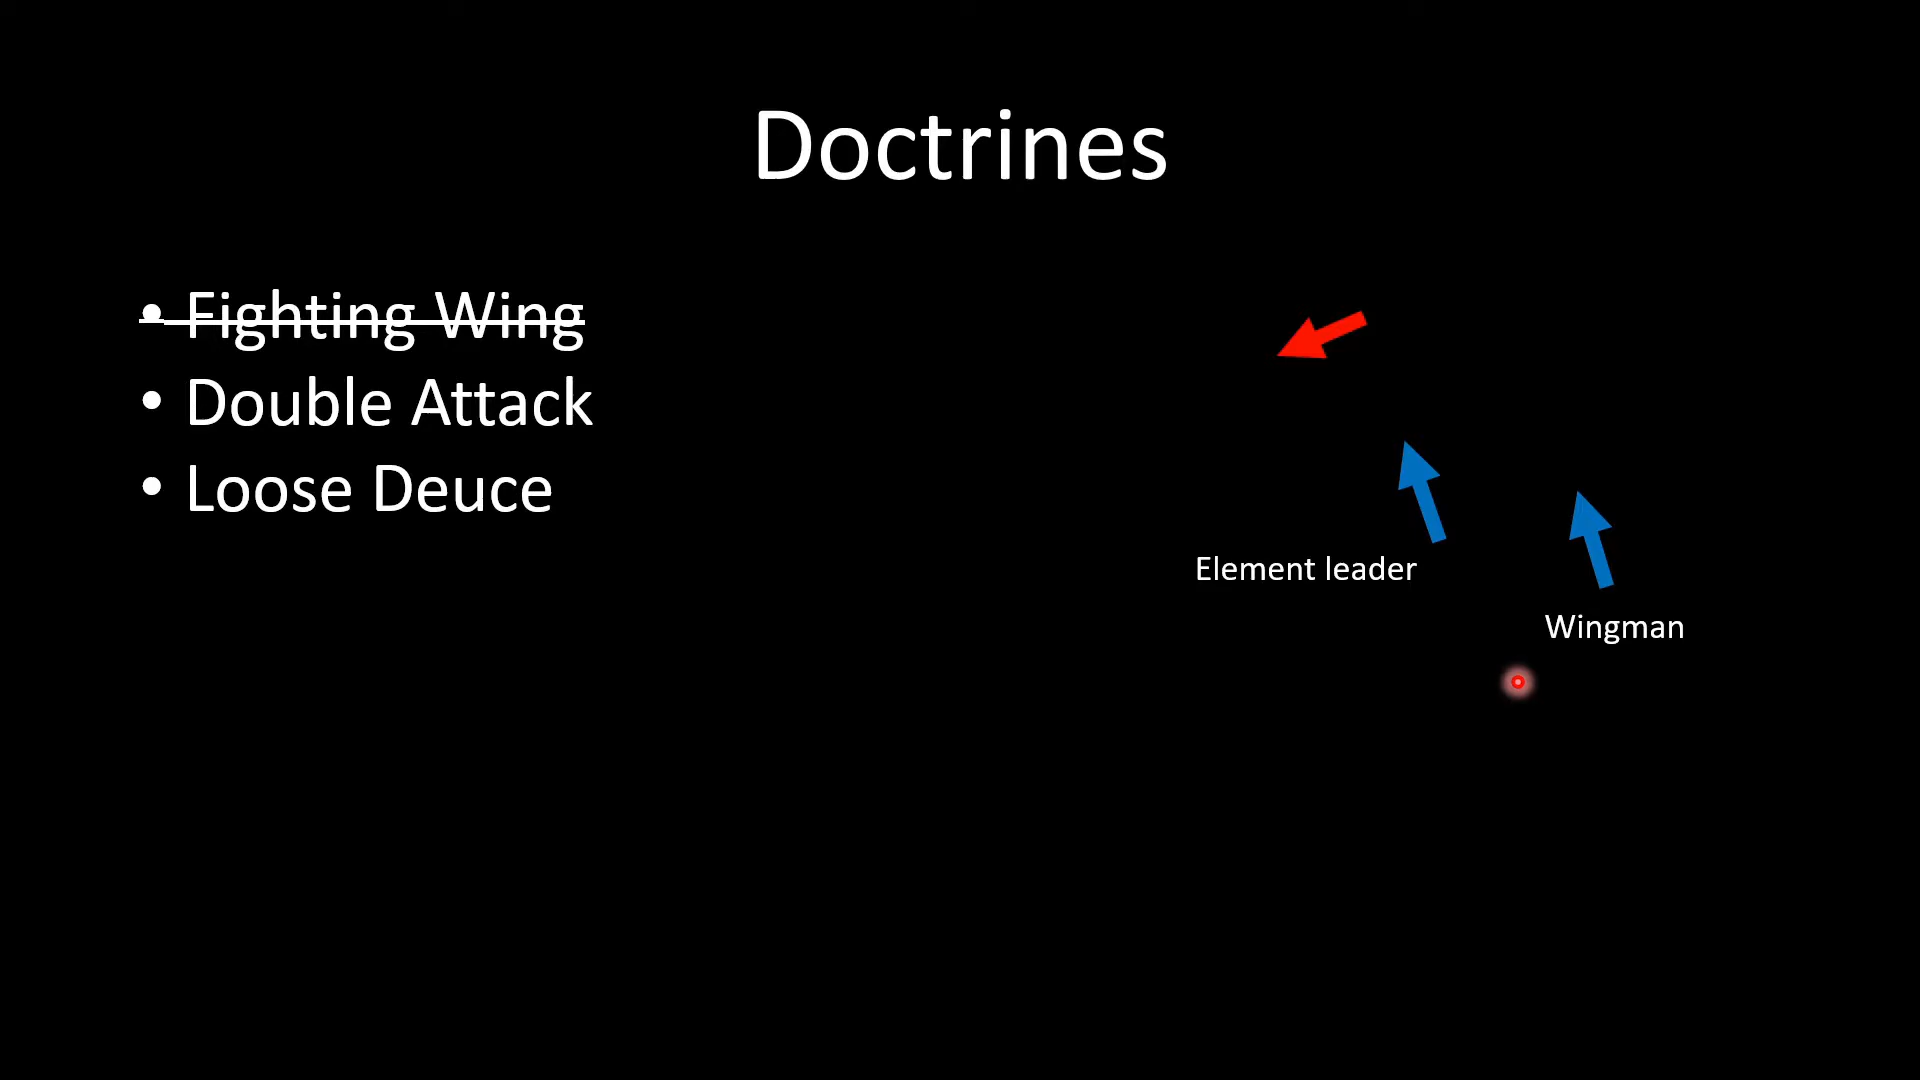 Doctrines
• Fighting Wing
• Double Attack
• Loose Deuce
Element leader
Wingman